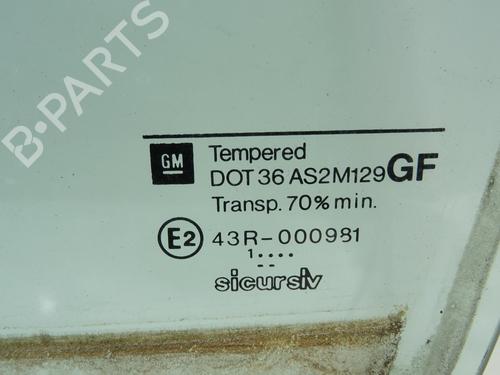 B-PARTS
GM
Tempered
DOT 36 AS2M129 GF
Transp. 70% min.
E2 43R-000981
1....
--
sicursiv